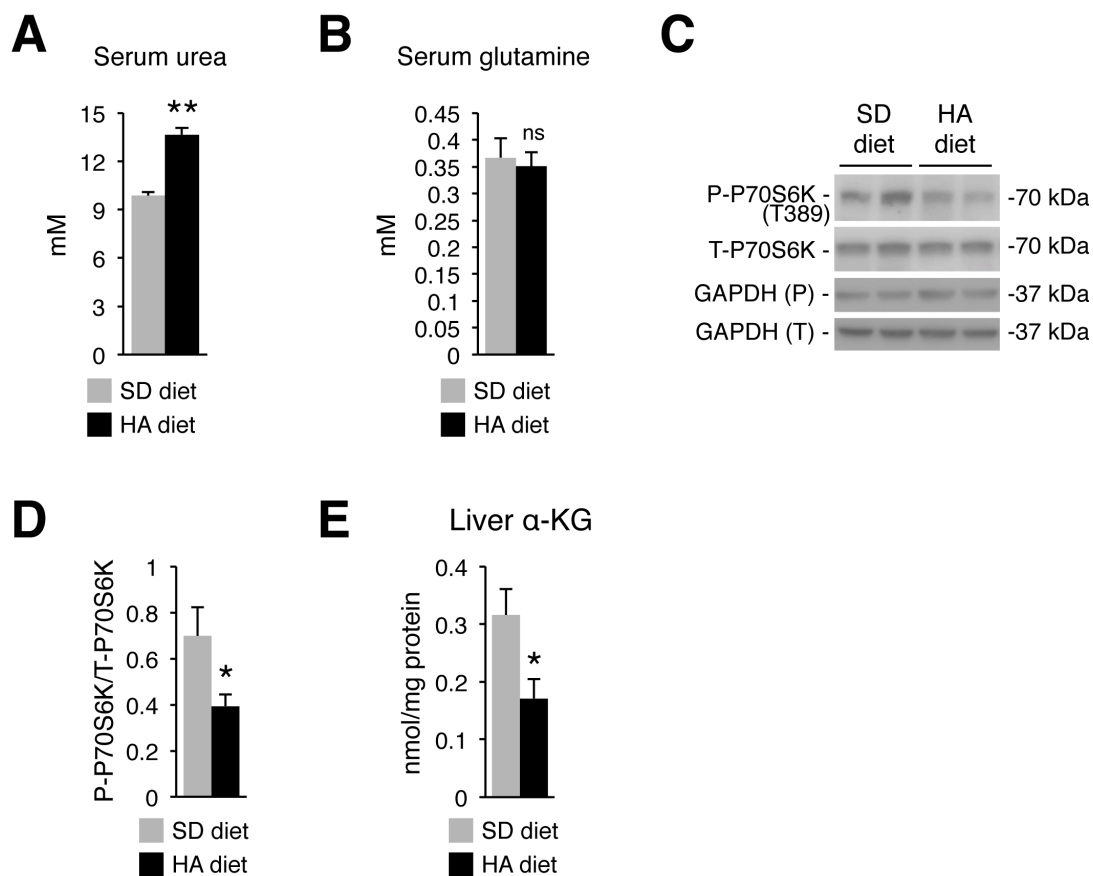 A
Serum urea
**
15
12
9
6
3
0
mM
SD diet
HA diet
B
Serum glutamine
ns
0.45
0.4
0.35
0.3
0.25
0.2
0.15
0.1
0.05
0
mM
SD diet
HA diet
C
SD
diet
HA
diet
P-P70S6K -
(T389)
-70 kDa
T-P70S6K -
-70 kDa
GAPDH (P) -
-37 kDa
GAPDH (T) -
-37 kDa
D
1
0.8
0.6
0.4
0.2
0
*
P-P70S6K/T-P70S6K
SD diet
HA diet
E
Liver α-KG
0.4
0.3
0.2
0.1
0
*
nmol/mg protein
SD diet
HA diet